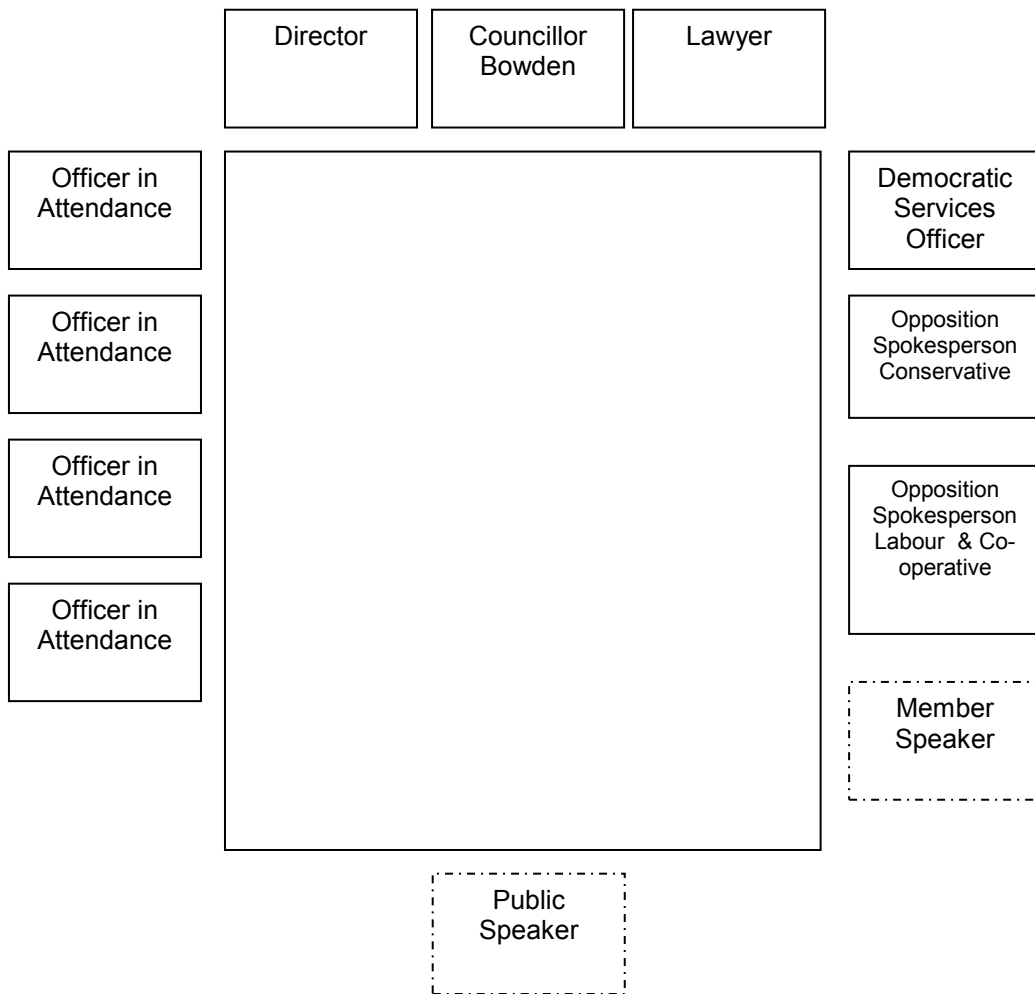 Director
Councillor
Bowden
Lawyer
Officer in
Attendance
Democratic
Services
Officer
Officer in
Attendance
Opposition
Spokesperson
Conservative
Officer in
Attendance
Opposition
Spokesperson
Labour & Co-
operative
Officer in
Attendance
Member
Speaker
Public
Speaker